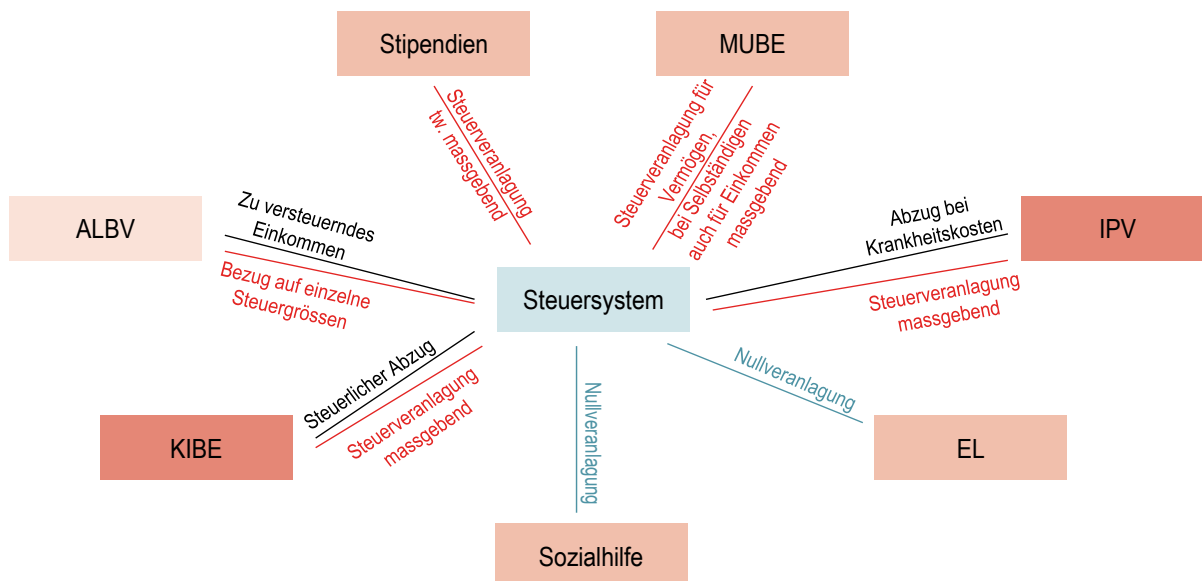 Stipendien
MUBE
Steuerveranlagung
tw. massgebend
Steuerveranlagung für
Vermögen,
bei Selbständigen
auch für Einkommen
massgebend
ALBV
Zu versteuerndes
Einkommen
Bezug auf einzelne
Steuergrössen
Abzug bei
Krankheitskosten
IPV
Steuerveranlagung
massgebend
Steuersystem
Steuerlicher Abzug
Steuerveranlagung
massgebend
KIBE
Nullveranlagung
Nullveranlagung
EL
Sozialhilfe